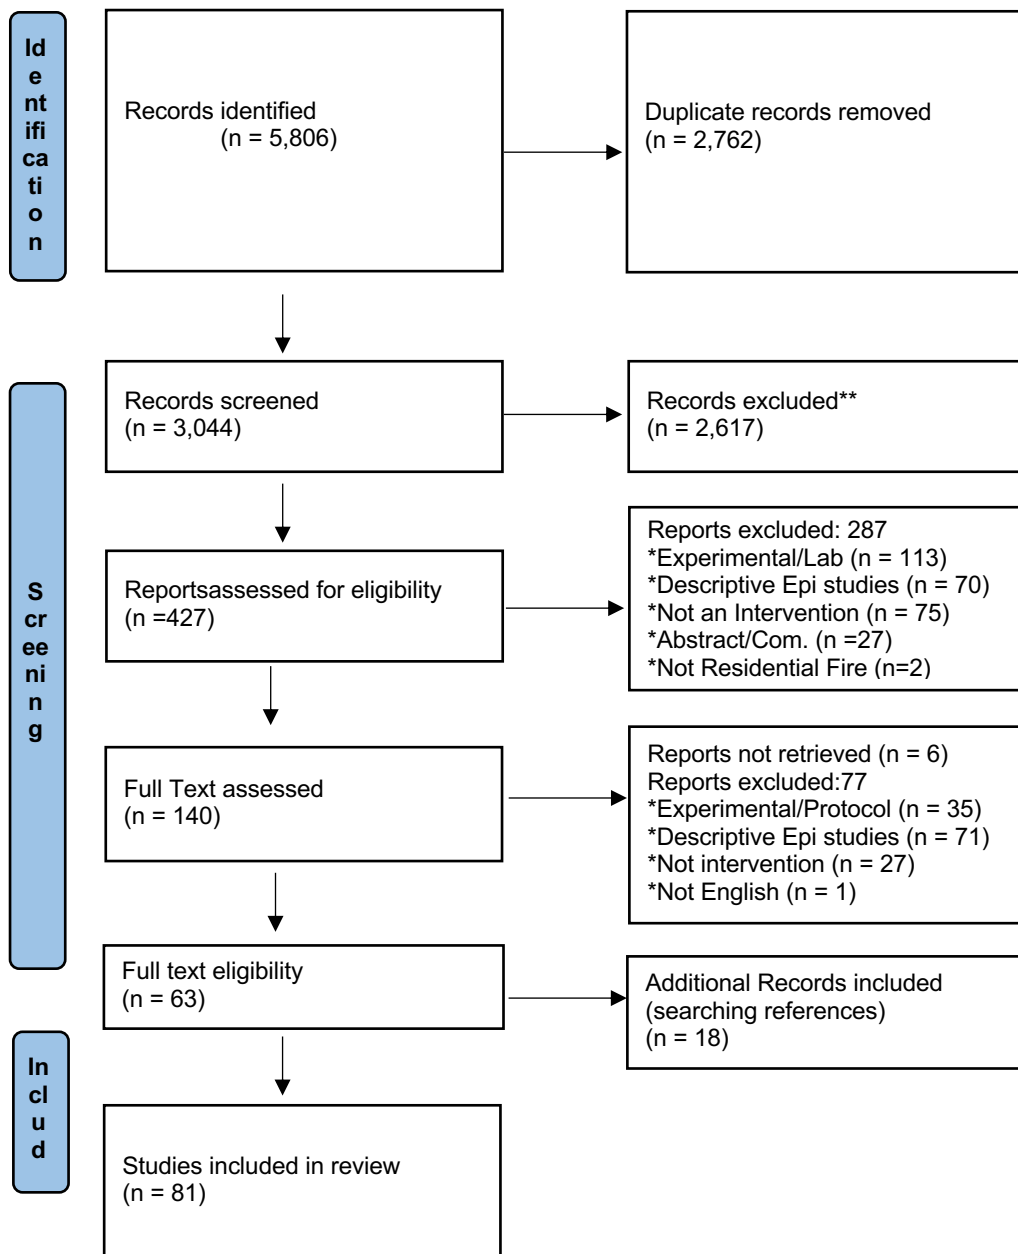 Id
e
nt
ifi
ca
ti
o
n
Records identified
(n = 5,806)
Duplicate records removed
(n = 2,762)
S
cr
ee
ni
n
g
Records screened
(n = 3,044)
Records excluded**
(n = 2,617)
Reportsassessed for eligibility
(n =427)
Reports excluded: 287
*Experimental/Lab (n = 113)
*Descriptive Epi studies (n = 70)
*Not an Intervention (n = 75)
*Abstract/Com. (n =27)
*Not Residential Fire (n=2)
Full Text assessed
(n = 140)
Reports not retrieved (n = 6)
Reports excluded:77
*Experimental/Protocol (n = 35)
*Descriptive Epi studies (n = 71)
*Not intervention (n = 27)
*Not English (n = 1)
Full text eligibility
(n = 63)
Additional Records included
(searching references)
(n = 18)
In
cl
u
d
Studies included in review
(n = 81)